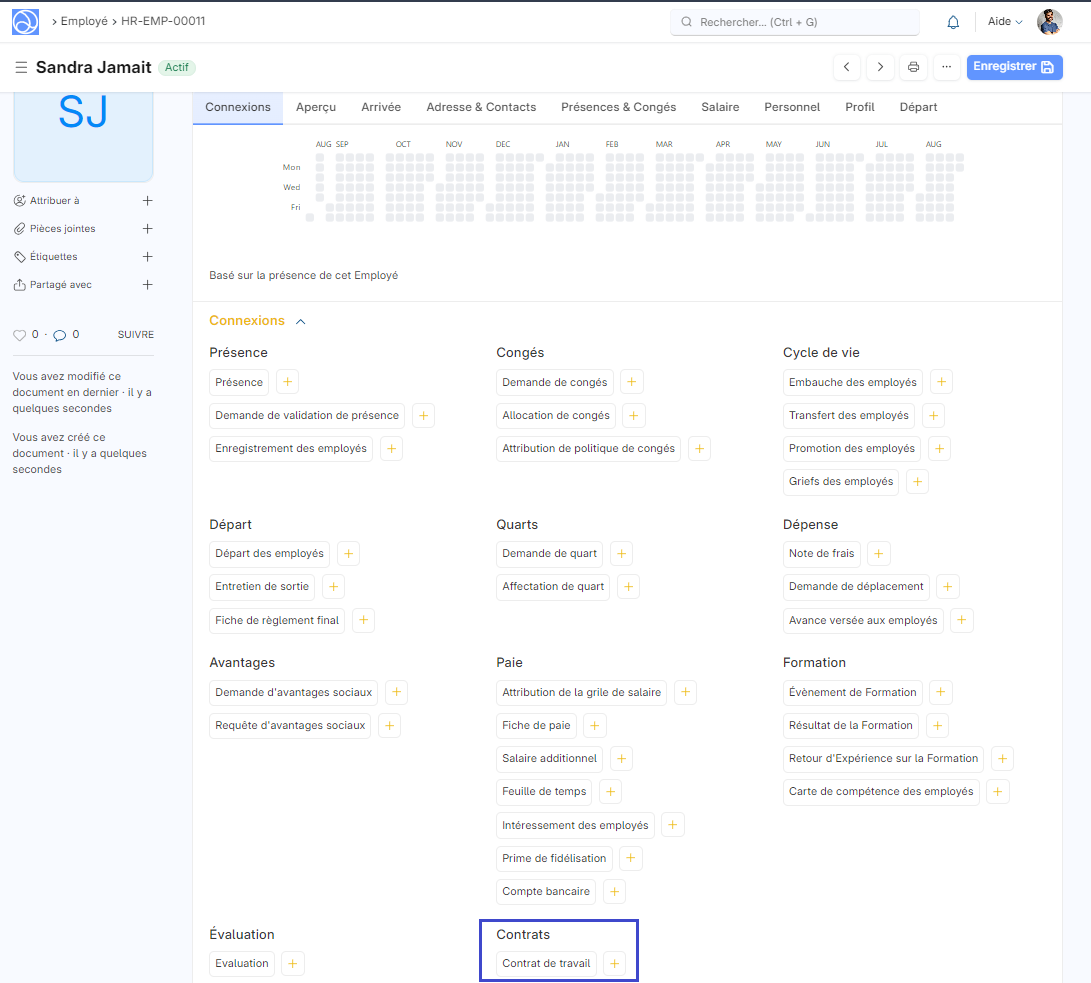 Employé HR-EMP-00011
Rechercher... (Ctrl + G)
Aide
Sandra Jamait Actif
Enregistrer
SJ
Attribuer à
Pièces jointes
Étiquettes
Partagé avec
0 · 0 SUIVRE
Vous avez modifié ce
document en dernier · il y a
quelques secondes
Vous avez créé ce
document · il y a quelques
secondes
Connexions Aperçu Arrivée Adresse & Contacts Présences & Congés Salaire Personnel Profil Départ
AUG SEP OCT NOV DEC JAN FEB MAR APR MAY JUN JUL AUG
Mon
Wed
Fri
Basé sur la présence de cet Employé
Connexions
Présence
Présence
Demande de validation de présence
Enregistrement des employés
Congés
Demande de congés
Allocation de congés
Attribution de politique de congés
Cycle de vie
Embauche des employés
Transfert des employés
Promotion des employés
Griefs des employés
Départ
Départ des employés
Entretien de sortie
Fiche de règlement final
Quarts
Demande de quart
Affectation de quart
Dépense
Note de frais
Demande de déplacement
Avance versée aux employés
Avantages
Demande d'avantages sociaux
Requête d'avantages sociaux
Paie
Attribution de la grile de salaire
Fiche de paie
Salaire additionnel
Feuille de temps
Intéressement des employés
Prime de fidélisation
Compte bancaire
Formation
Évènement de Formation
Résultat de la Formation
Retour d'Expérience sur la Formation
Carte de compétence des employés
Évaluation
Evaluation
Contrats
Contrat de travail